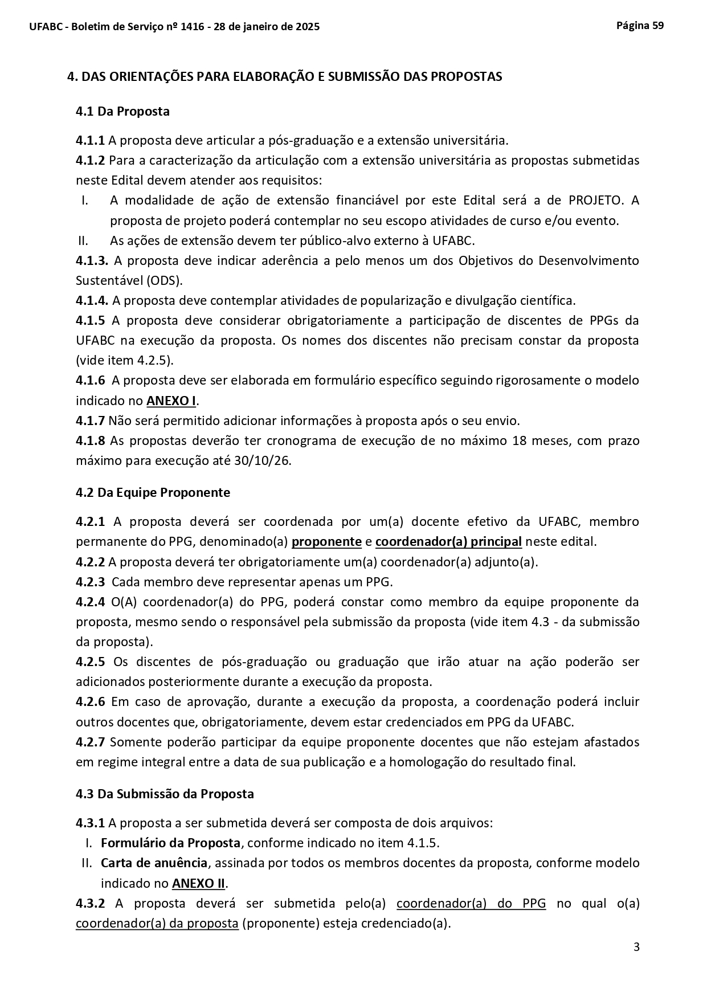 UFABC - Boletim de Serviço nº 1416 - 28 de janeiro de 2025
Página 59
4. DAS ORIENTAÇÕES PARA ELABORAÇÃO E SUBMISSÃO DAS PROPOSTAS
4.1 Da Proposta
4.1.1 A proposta deve articular a pós-graduação e a extensão universitária.
4.1.2 Para a caracterização da articulação com a extensão universitária as propostas submetidas
neste Edital devem atender aos requisitos:
I. A modalidade de ação de extensão financiável por este Edital será a de PROJETO. A
proposta de projeto poderá contemplar no seu escopo atividades de curso e/ou evento.
II. As ações de extensão devem ter público-alvo externo à UFABC.
4.1.3. A proposta deve indicar aderência a pelo menos um dos Objetivos do Desenvolvimento
Sustentável (ODS).
4.1.4. A proposta deve contemplar atividades de popularização e divulgação científica.
4.1.5 A proposta deve considerar obrigatoriamente a participação de discentes de PPGs da
UFABC na execução da proposta. Os nomes dos discentes não precisam constar da proposta
(vide item 4.2.5).
4.1.6 A proposta deve ser elaborada em formulário específico seguindo rigorosamente o modelo
indicado no ANEXO I.
4.1.7 Não será permitido adicionar informações à proposta após o seu envio.
4.1.8 As propostas deverão ter cronograma de execução de no máximo 18 meses, com prazo
máximo para execução até 30/10/26.
4.2 Da Equipe Proponente
4.2.1 A proposta deverá ser coordenada por um(a) docente efetivo da UFABC, membro
permanente do PPG, denominado(a) proponente e coordenador(a) principal neste edital.
4.2.2 A proposta deverá ter obrigatoriamente um(a) coordenador(a) adjunto(a).
4.2.3 Cada membro deve representar apenas um PPG.
4.2.4 O(A) coordenador(a) do PPG, poderá constar como membro da equipe proponente da
proposta, mesmo sendo o responsável pela submissão da proposta (vide item 4.3 - da submissão
da proposta).
4.2.5 Os discentes de pós-graduação ou graduação que irão atuar na ação poderão ser
adicionados posteriormente durante a execução da proposta.
4.2.6 Em caso de aprovação, durante a execução da proposta, a coordenação poderá incluir
outros docentes que, obrigatoriamente, devem estar credenciados em PPG da UFABC.
4.2.7 Somente poderão participar da equipe proponente docentes que não estejam afastados
em regime integral entre a data de sua publicação e a homologação do resultado final.
4.3 Da Submissão da Proposta
4.3.1 A proposta a ser submetida deverá ser composta de dois arquivos:
I. Formulário da Proposta, conforme indicado no item 4.1.5.
II. Carta de anuência, assinada por todos os membros docentes da proposta, conforme modelo
indicado no ANEXO II.
4.3.2 A proposta deverá ser submetida pelo(a) coordenador(a) do PPG no qual o(a)
coordenador(a) da proposta (proponente) esteja credenciado(a).
3